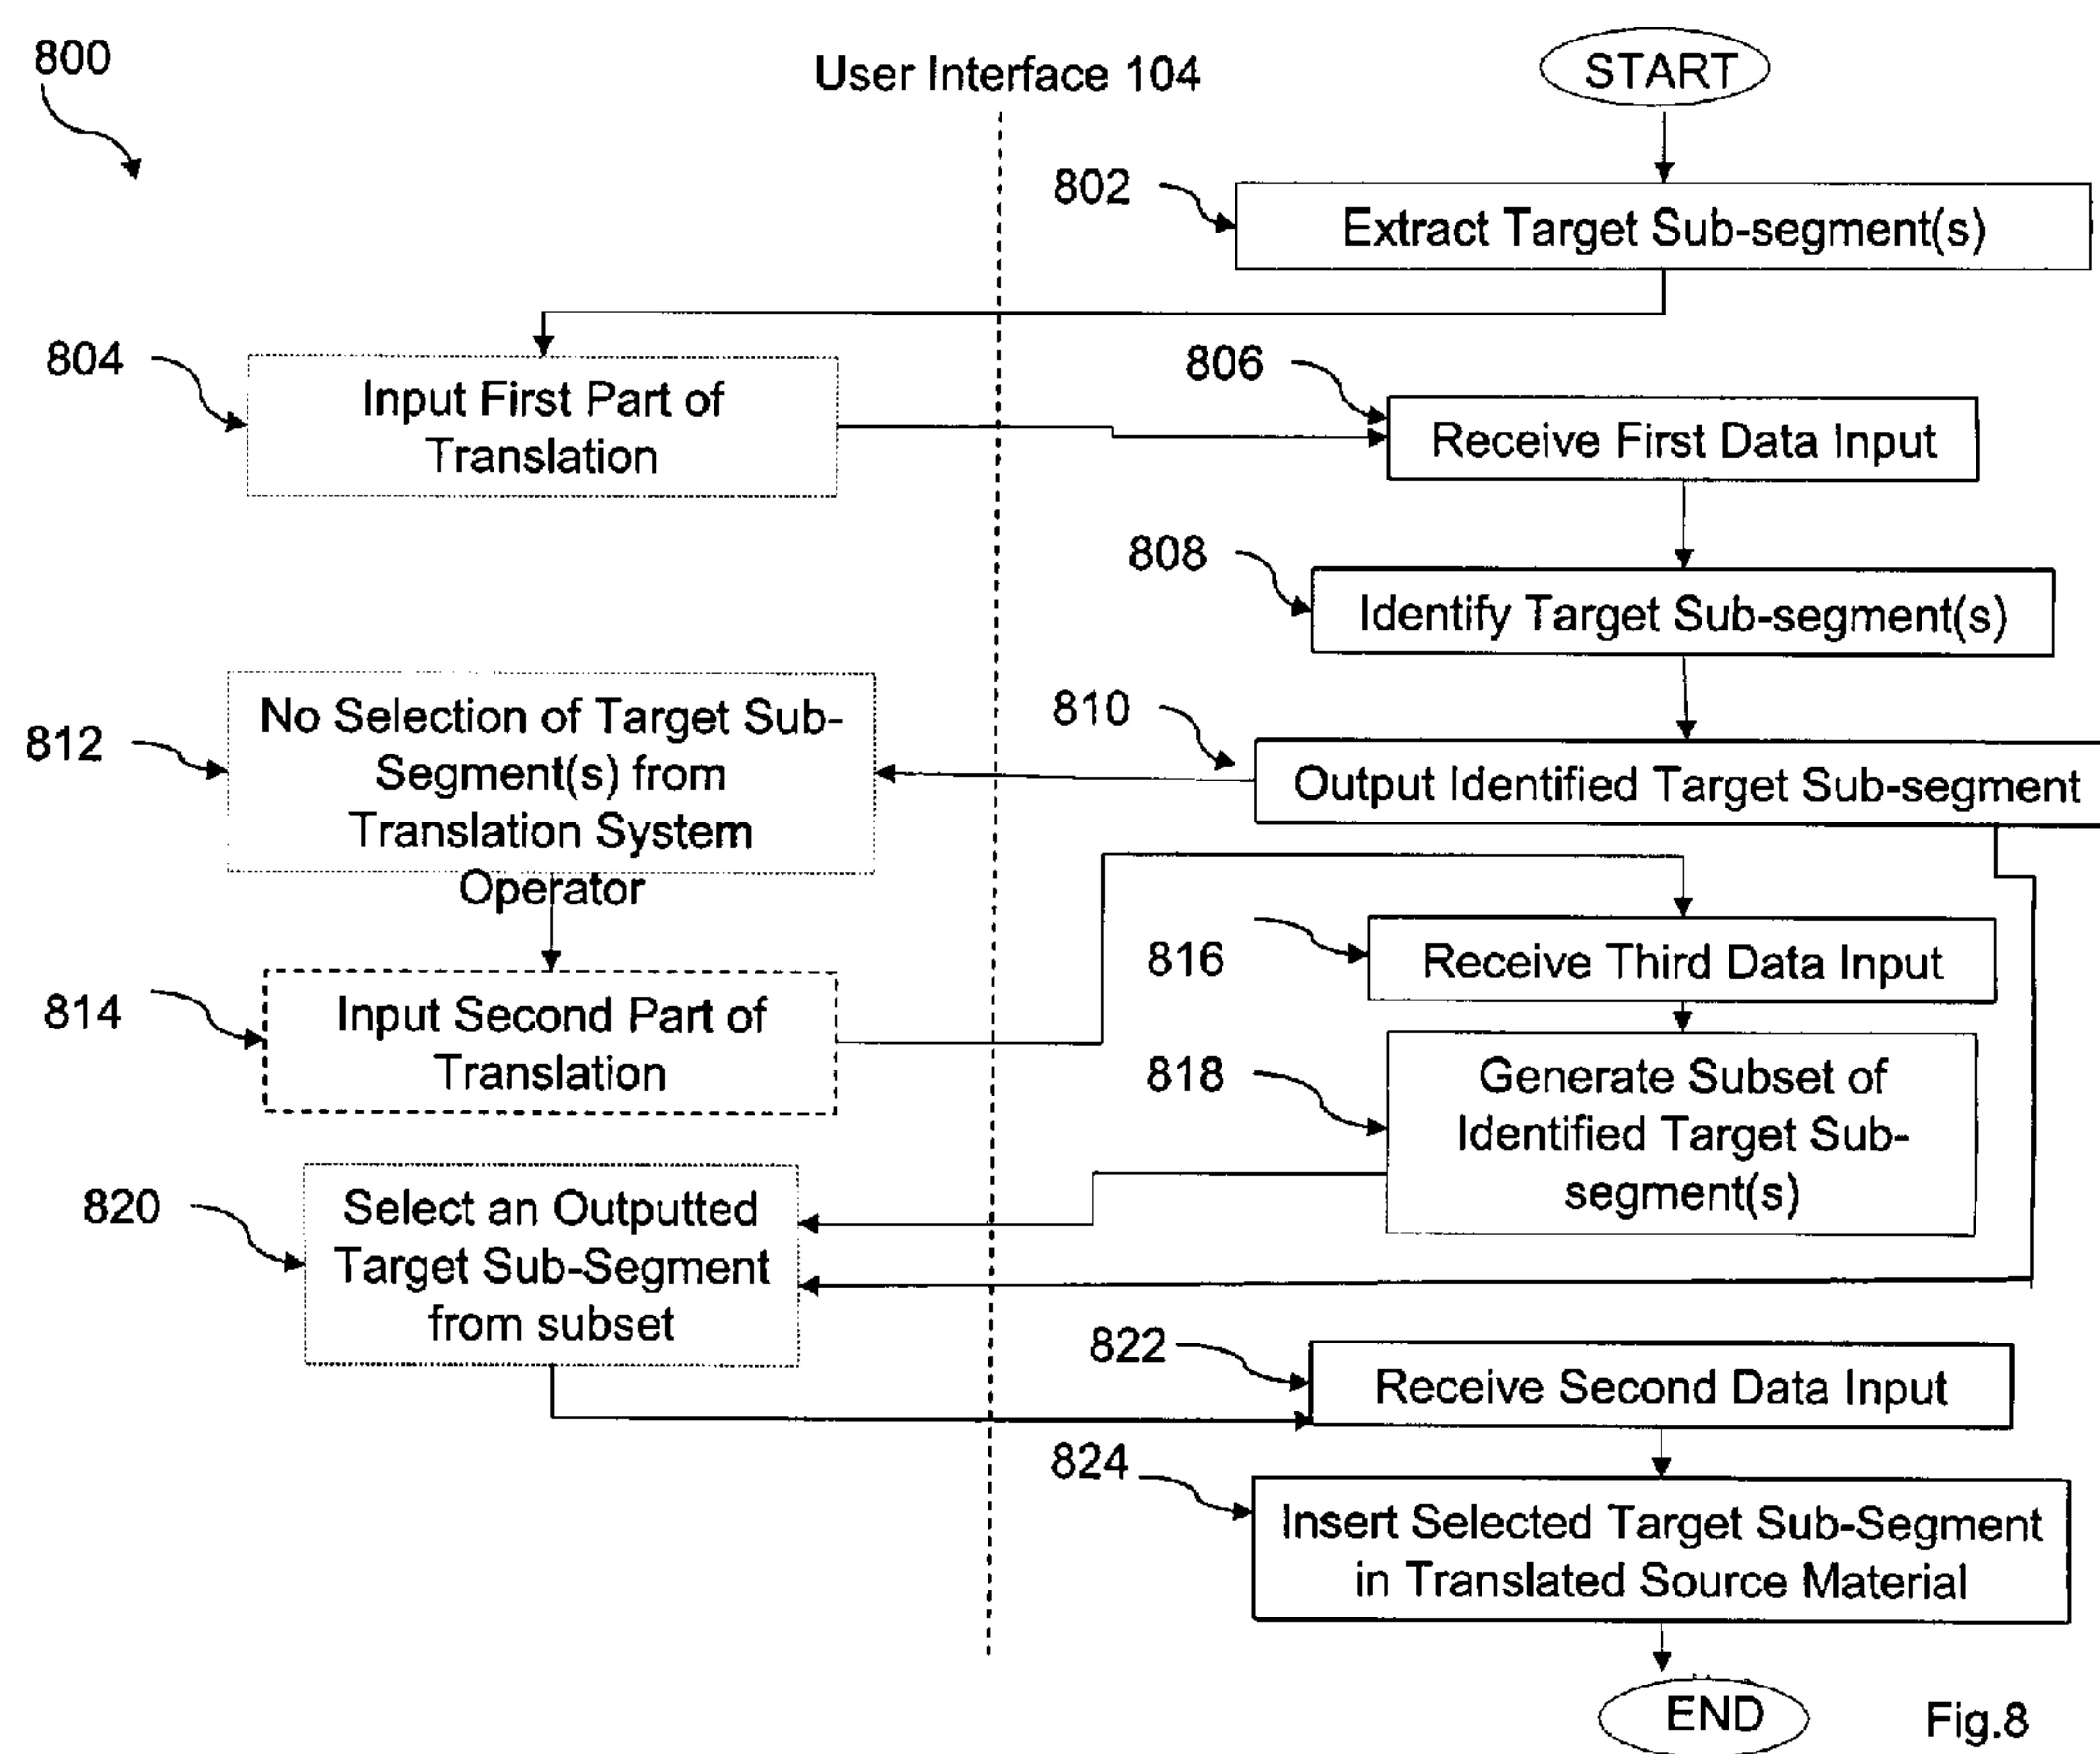 800
User Interface 104
START
802
Extract Target Sub-segment(s)
804
Input First Part of
Translation
806
Receive First Data Input
808
Identify Target Sub-segment(s)
810
Output Identified Target Sub-segment
812
No Selection of Target Sub-
Segment(s) from
Translation System
Operator
814
Input Second Part of
Translation
816
Receive Third Data Input
818
Generate Subset of
Identified Target Sub-
segment(s)
820
Select an Outputted
Target Sub-Segment
from subset
822
Receive Second Data Input
824
Insert Selected Target Sub-Segment
in Translated Source Material
END
Fig.8